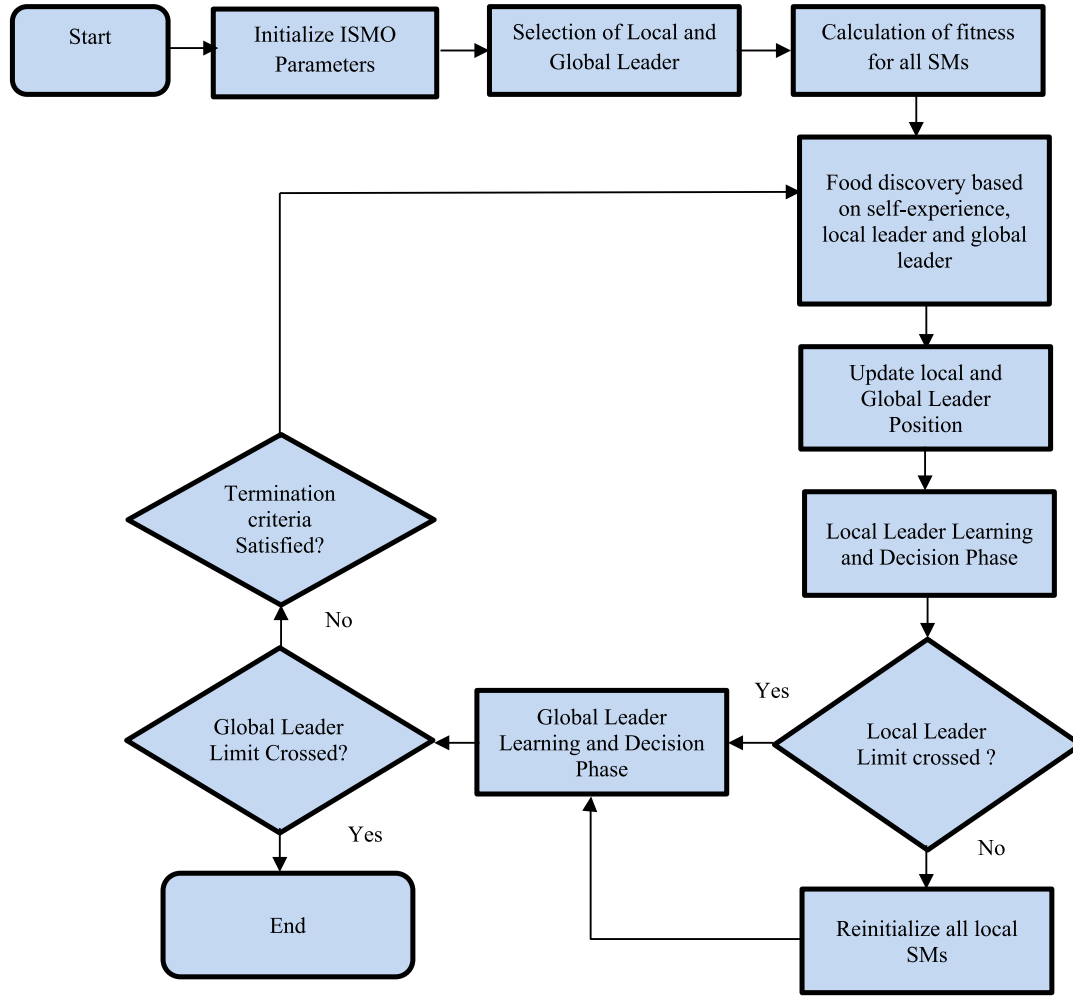 Start
Initialize ISMO
Parameters
Selection of Local and
Global Leader
Calculation of fitness
for all SMs
Food discovery based
on self-experience,
local leader and global
leader
Update local and
Global Leader
Position
Local Leader Learning
and Decision Phase
Local Leader
Limit crossed ?
Yes
No
Reinitialize all local
SMs
Global Leader
Learning and Decision
Phase
Global Leader
Limit Crossed?
No
Yes
Termination
criteria
Satisfied?
End